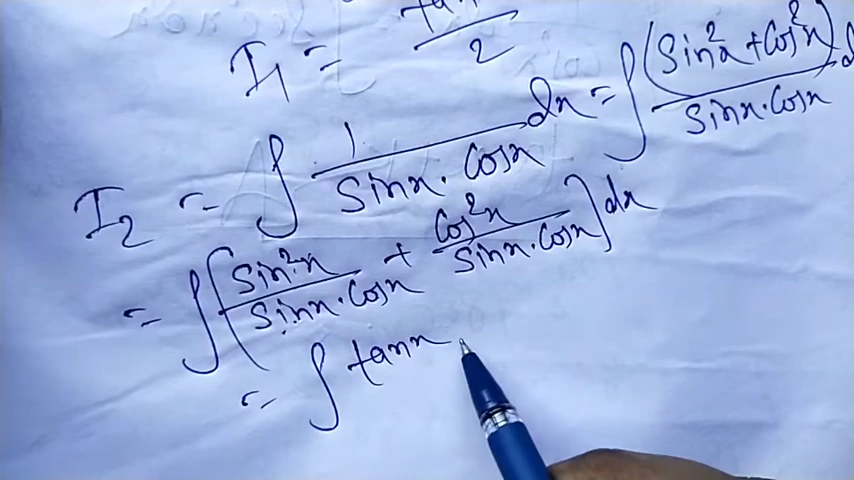 I₁ = tan / 2
I₂ = ∫ 1 / sinx · cosx dx = ∫ (sin²x + cos²x) / sinx · cosx d
= ∫ [ sin²x / sinx · cosx + cos²x / sinx · cosx ] dx
= ∫ tanx